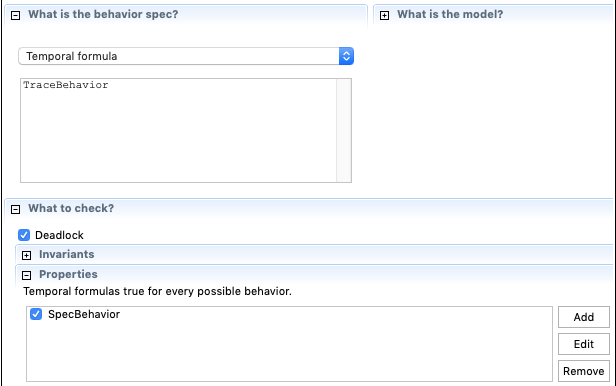 What is the behavior spec?
What is the model?
Temporal formula
TraceBehavior
What to check?
Deadlock
Invariants
Properties
Temporal formulas true for every possible behavior.
SpecBehavior
Add
Edit
Remove